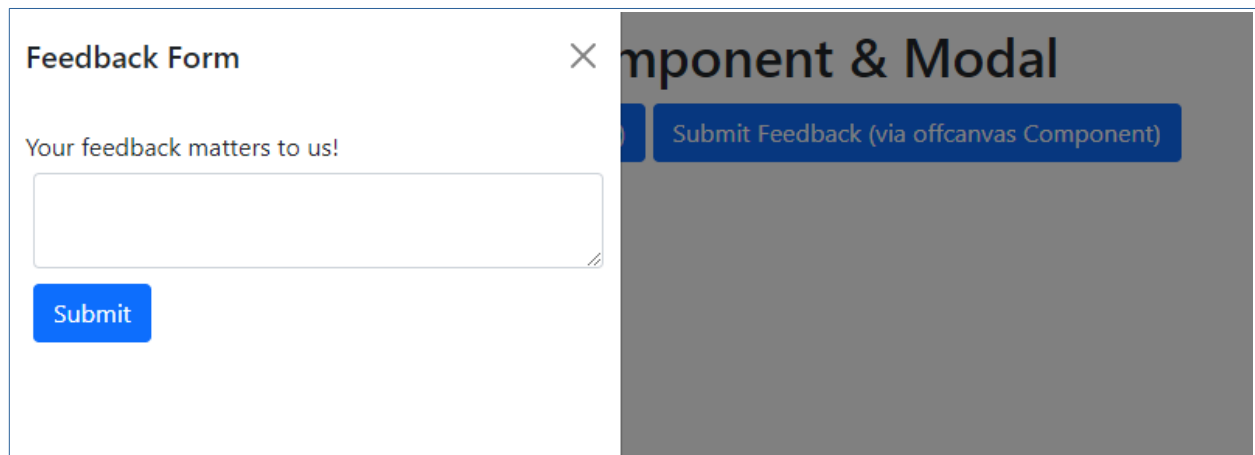 Feedback Form
mponent & Modal
) Submit Feedback (via offcanvas Component)
Your feedback matters to us!
Submit